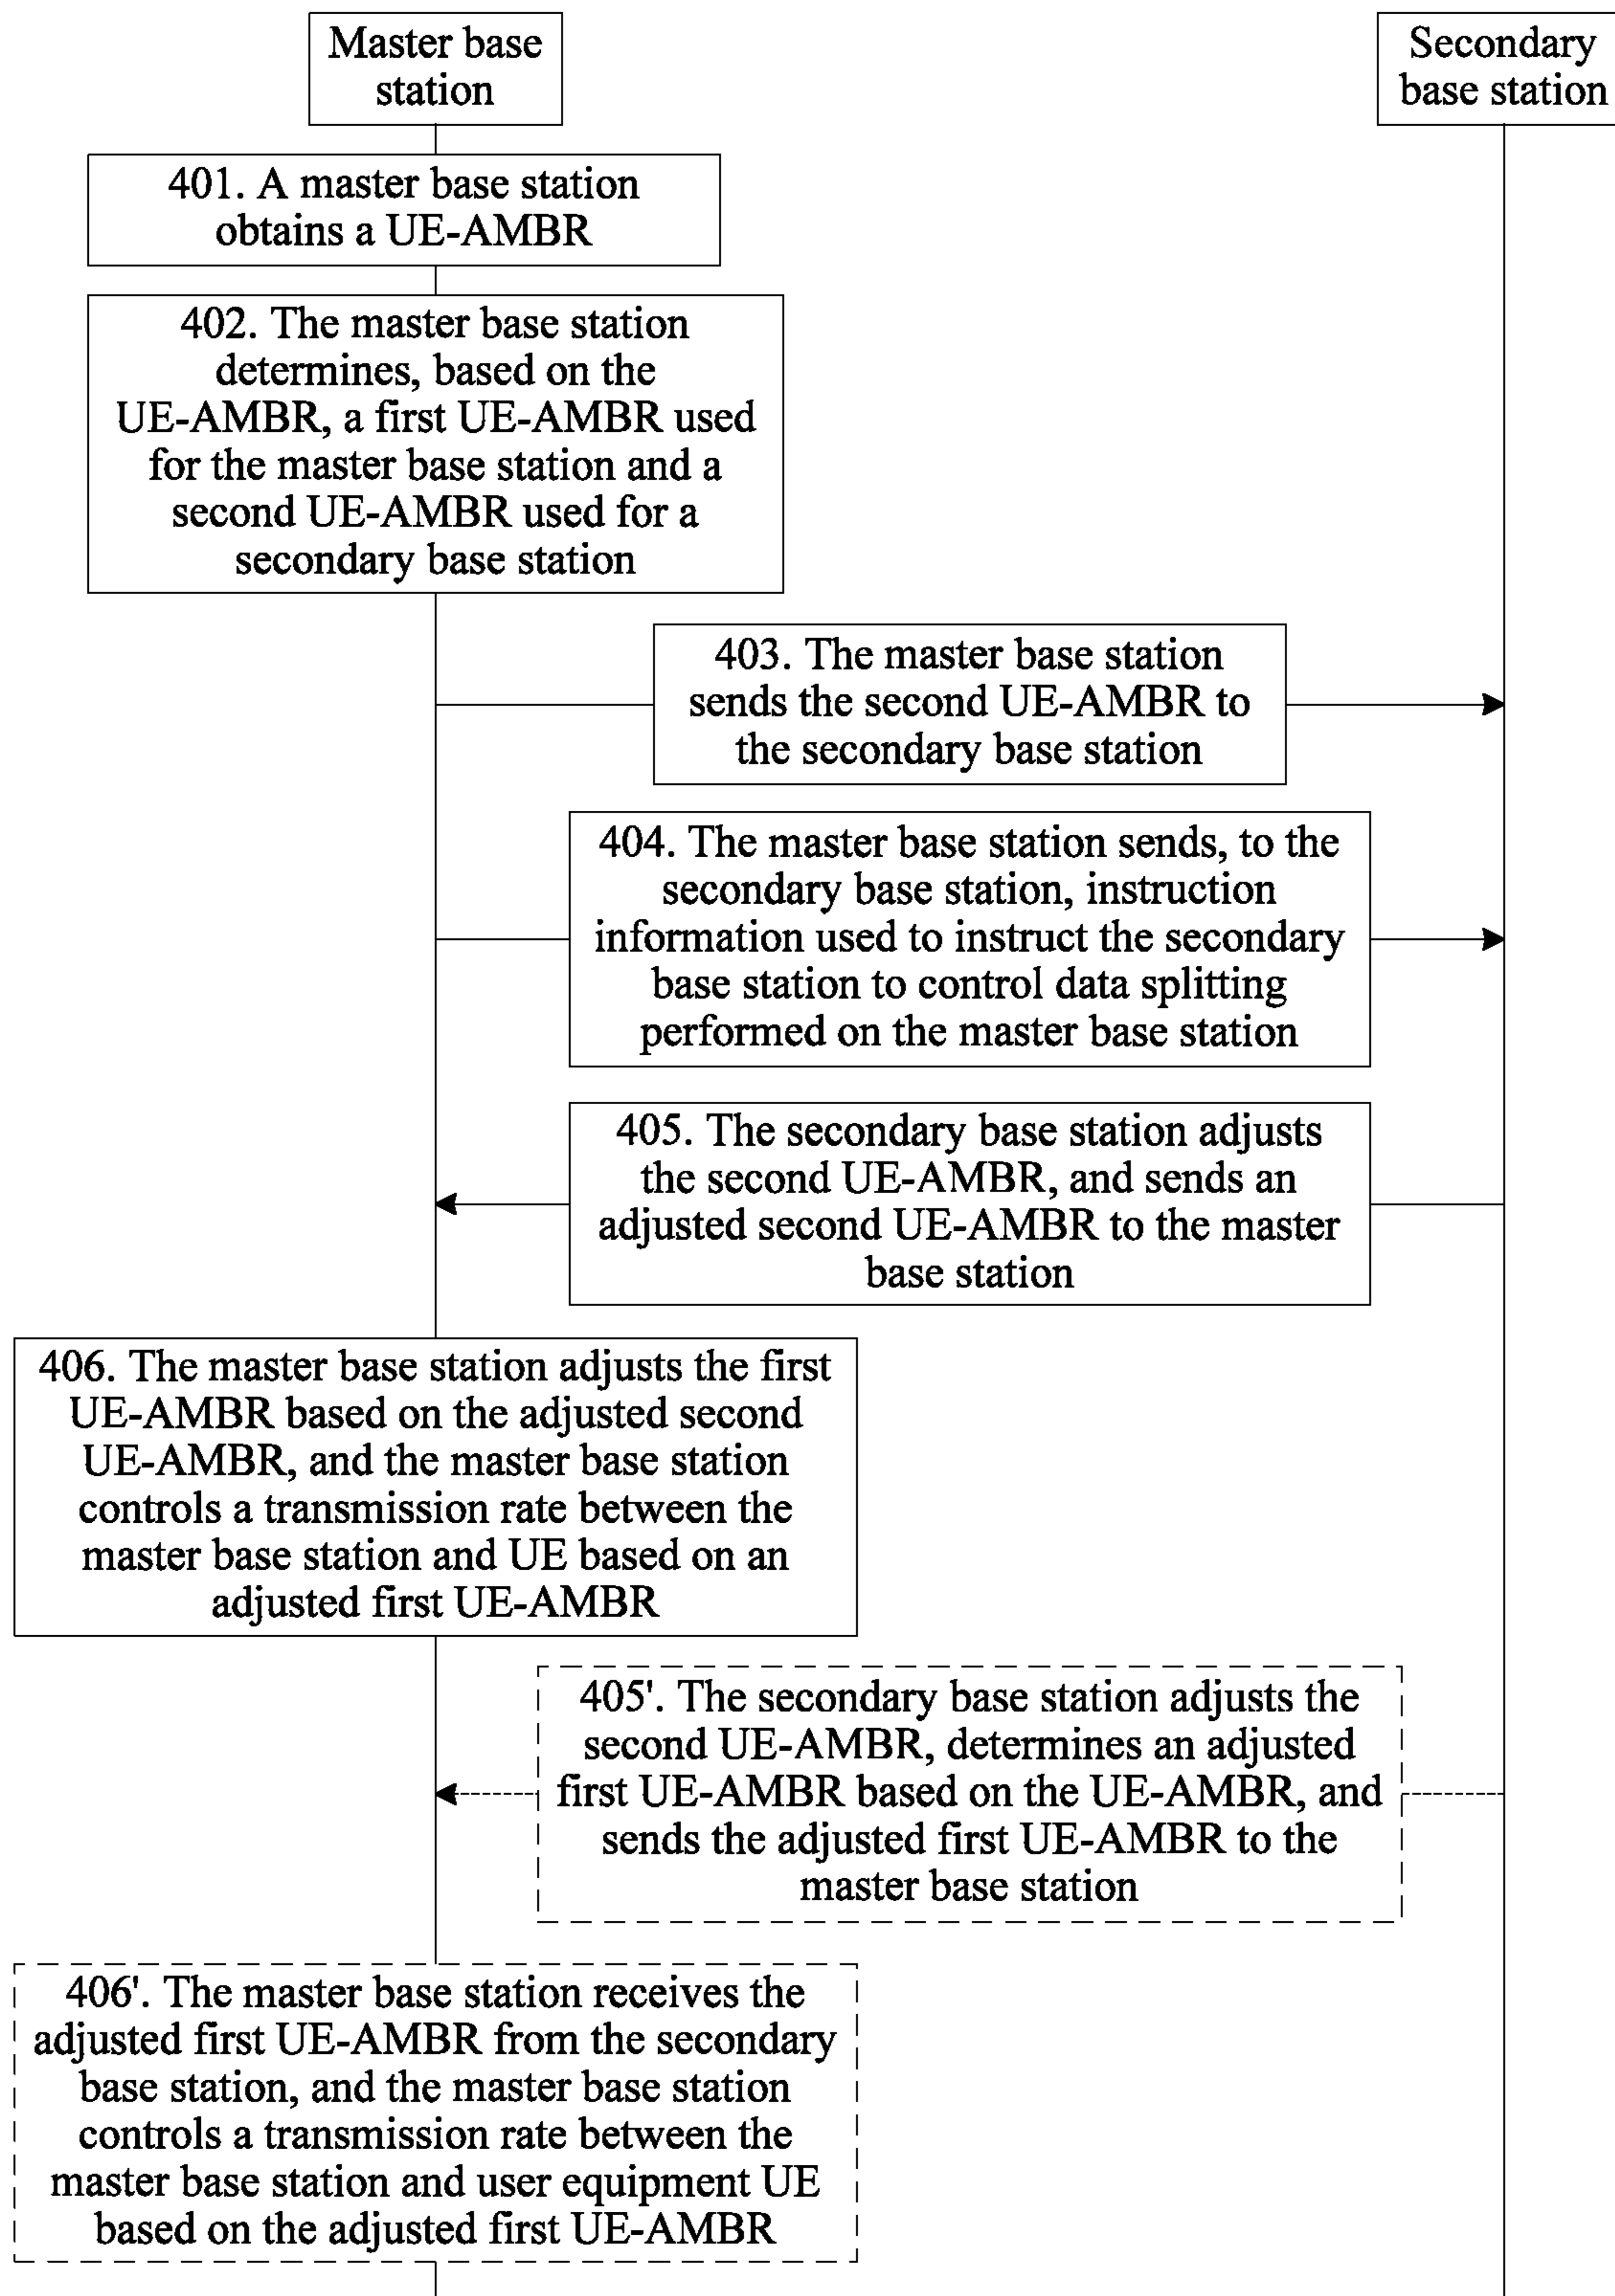 Master base
station
Secondary
base station
401. A master base station
obtains a UE-AMBR
402. The master base station
determines, based on the
UE-AMBR, a first UE-AMBR used
for the master base station and a
second UE-AMBR used for a
secondary base station
403. The master base station
sends the second UE-AMBR to
the secondary base station
404. The master base station sends, to the
secondary base station, instruction
information used to instruct the secondary
base station to control data splitting
performed on the master base station
405. The secondary base station adjusts
the second UE-AMBR, and sends an
adjusted second UE-AMBR to the master
base station
406. The master base station adjusts the first
UE-AMBR based on the adjusted second
UE-AMBR, and the master base station
controls a transmission rate between the
master base station and UE based on an
adjusted first UE-AMBR
405'. The secondary base station adjusts the
second UE-AMBR, determines an adjusted
first UE-AMBR based on the UE-AMBR, and
sends the adjusted first UE-AMBR to the
master base station
406'. The master base station receives the
adjusted first UE-AMBR from the secondary
base station, and the master base station
controls a transmission rate between the
master base station and user equipment UE
based on the adjusted first UE-AMBR